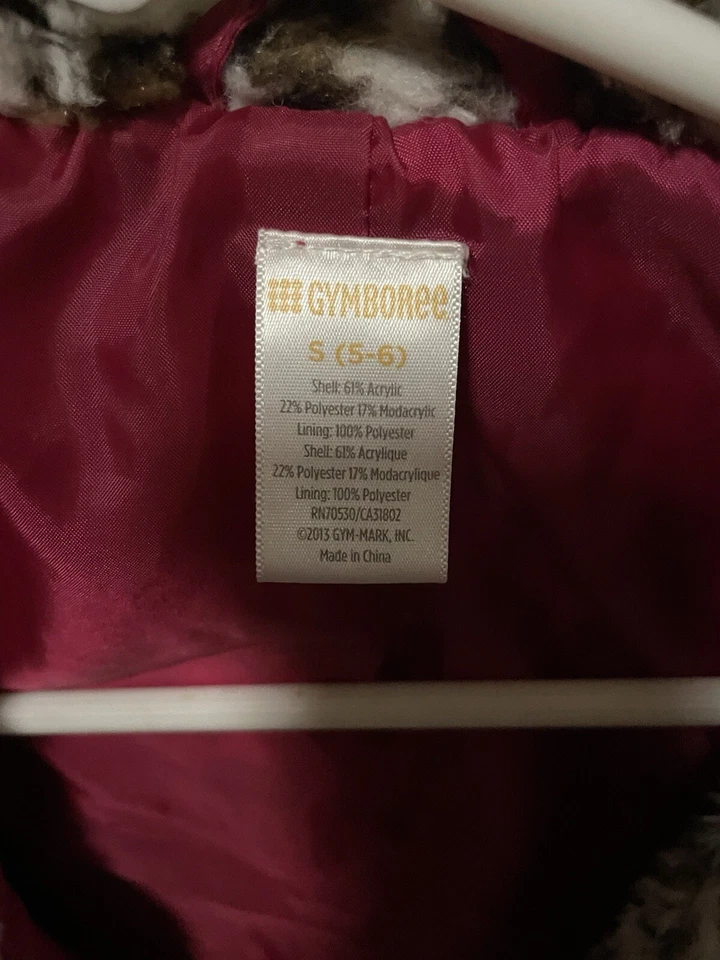 GYMBORee
S (5-6)
Shell: 61% Acrylic
22% Polyester 17% Modacrylic
Lining: 100% Polyester
Shell: 61% Acrylique
22% Polyester 17% Modacrylique
Lining: 100% Polyester
RN70530/CA31802
©2013 GYM-MARK, INC.
Made in China